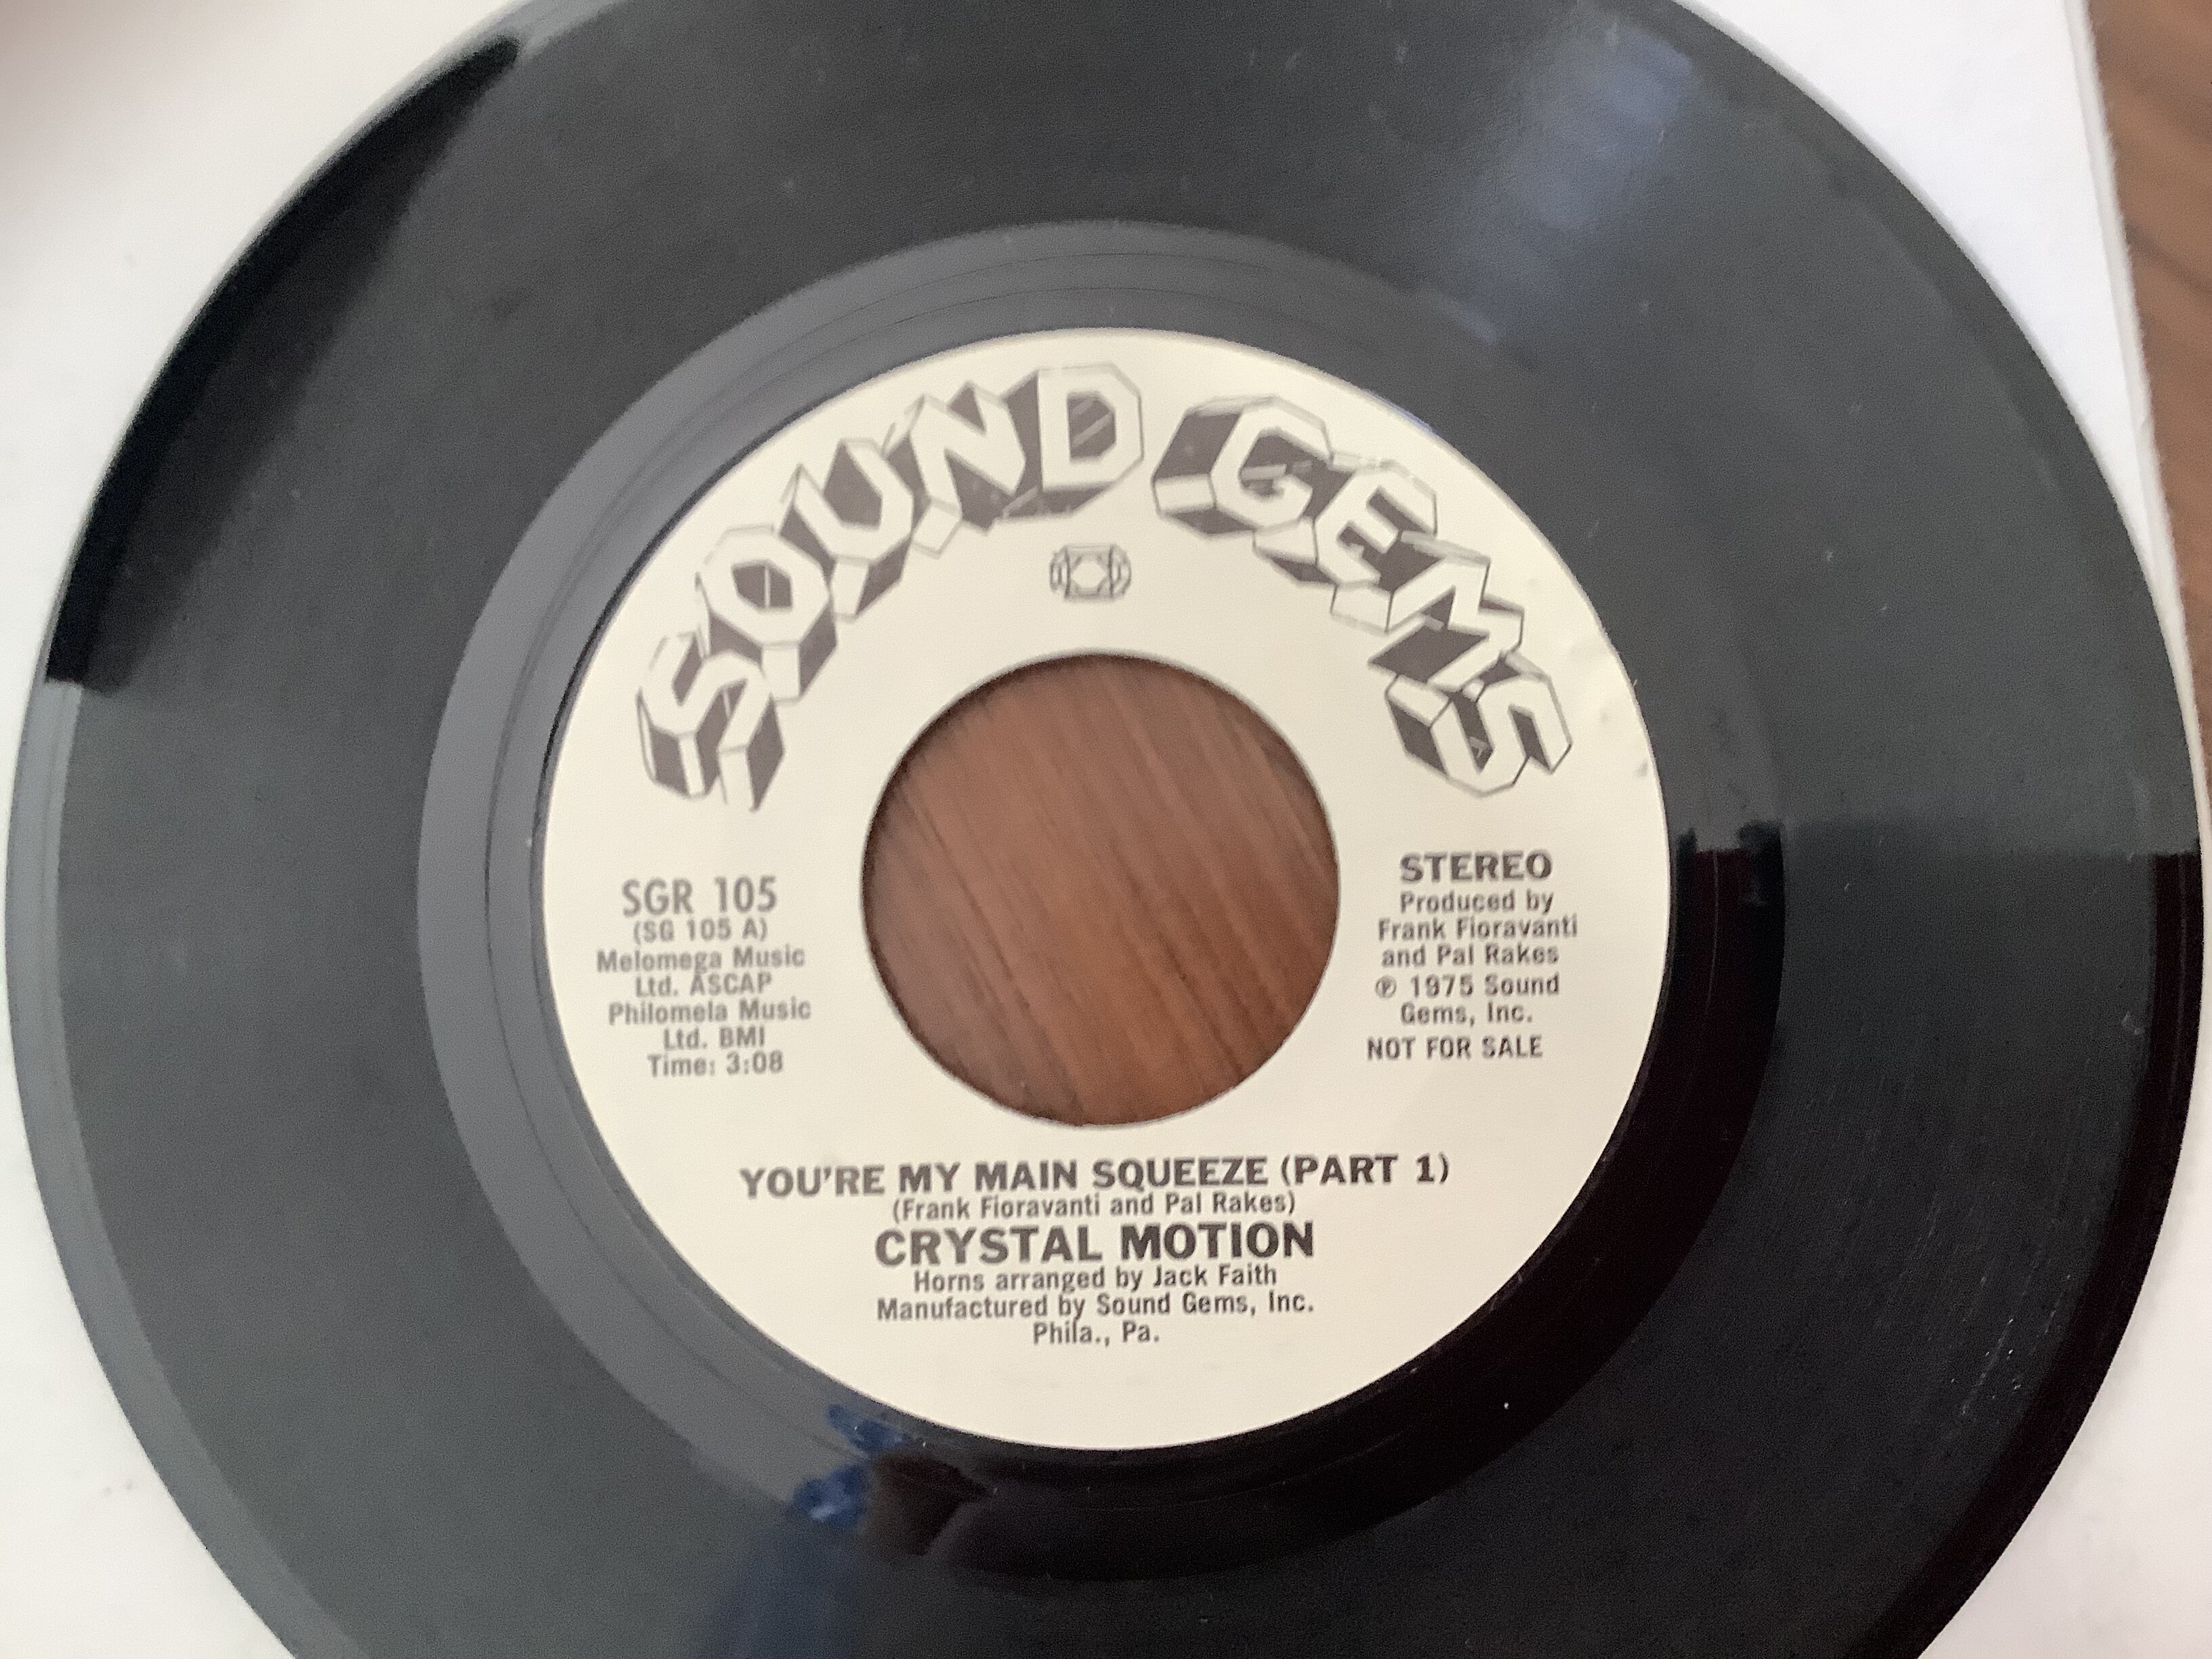 SOUND GEMS
SGR 105
(SG 105 A)
Melomega Music
Ltd. ASCAP
Philomela Music
Ltd. BMI
Time: 3:08
STEREO
Produced by
Frank Fioravanti
and Pal Rakes
℗ 1975 Sound
Gems, Inc.
NOT FOR SALE
YOU'RE MY MAIN SQUEEZE (PART 1)
(Frank Fioravanti and Pal Rakes)
CRYSTAL MOTION
Horns arranged by Jack Faith
Manufactured by Sound Gems, Inc.
Phila., Pa.